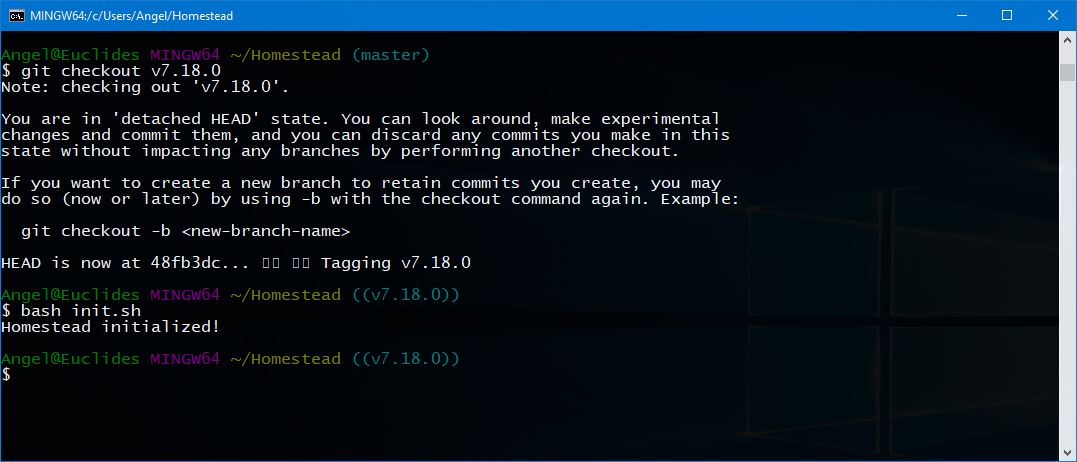 MINGW64:/c/Users/Angel/Homestead
Angel@Euclides MINGW64 ~/Homestead (master)
$ git checkout v7.18.0
Note: checking out 'v7.18.0'.
You are in 'detached HEAD' state. You can look around, make experimental
changes and commit them, and you can discard any commits you make in this
state without impacting any branches by performing another checkout.
If you want to create a new branch to retain commits you create, you may
do so (now or later) by using -b with the checkout command again. Example:
git checkout -b <new-branch-name>
HEAD is now at 48fb3dc... ▯▯ ▯▯ Tagging v7.18.0
Angel@Euclides MINGW64 ~/Homestead ((v7.18.0))
$ bash init.sh
Homestead initialized!
Angel@Euclides MINGW64 ~/Homestead ((v7.18.0))
$